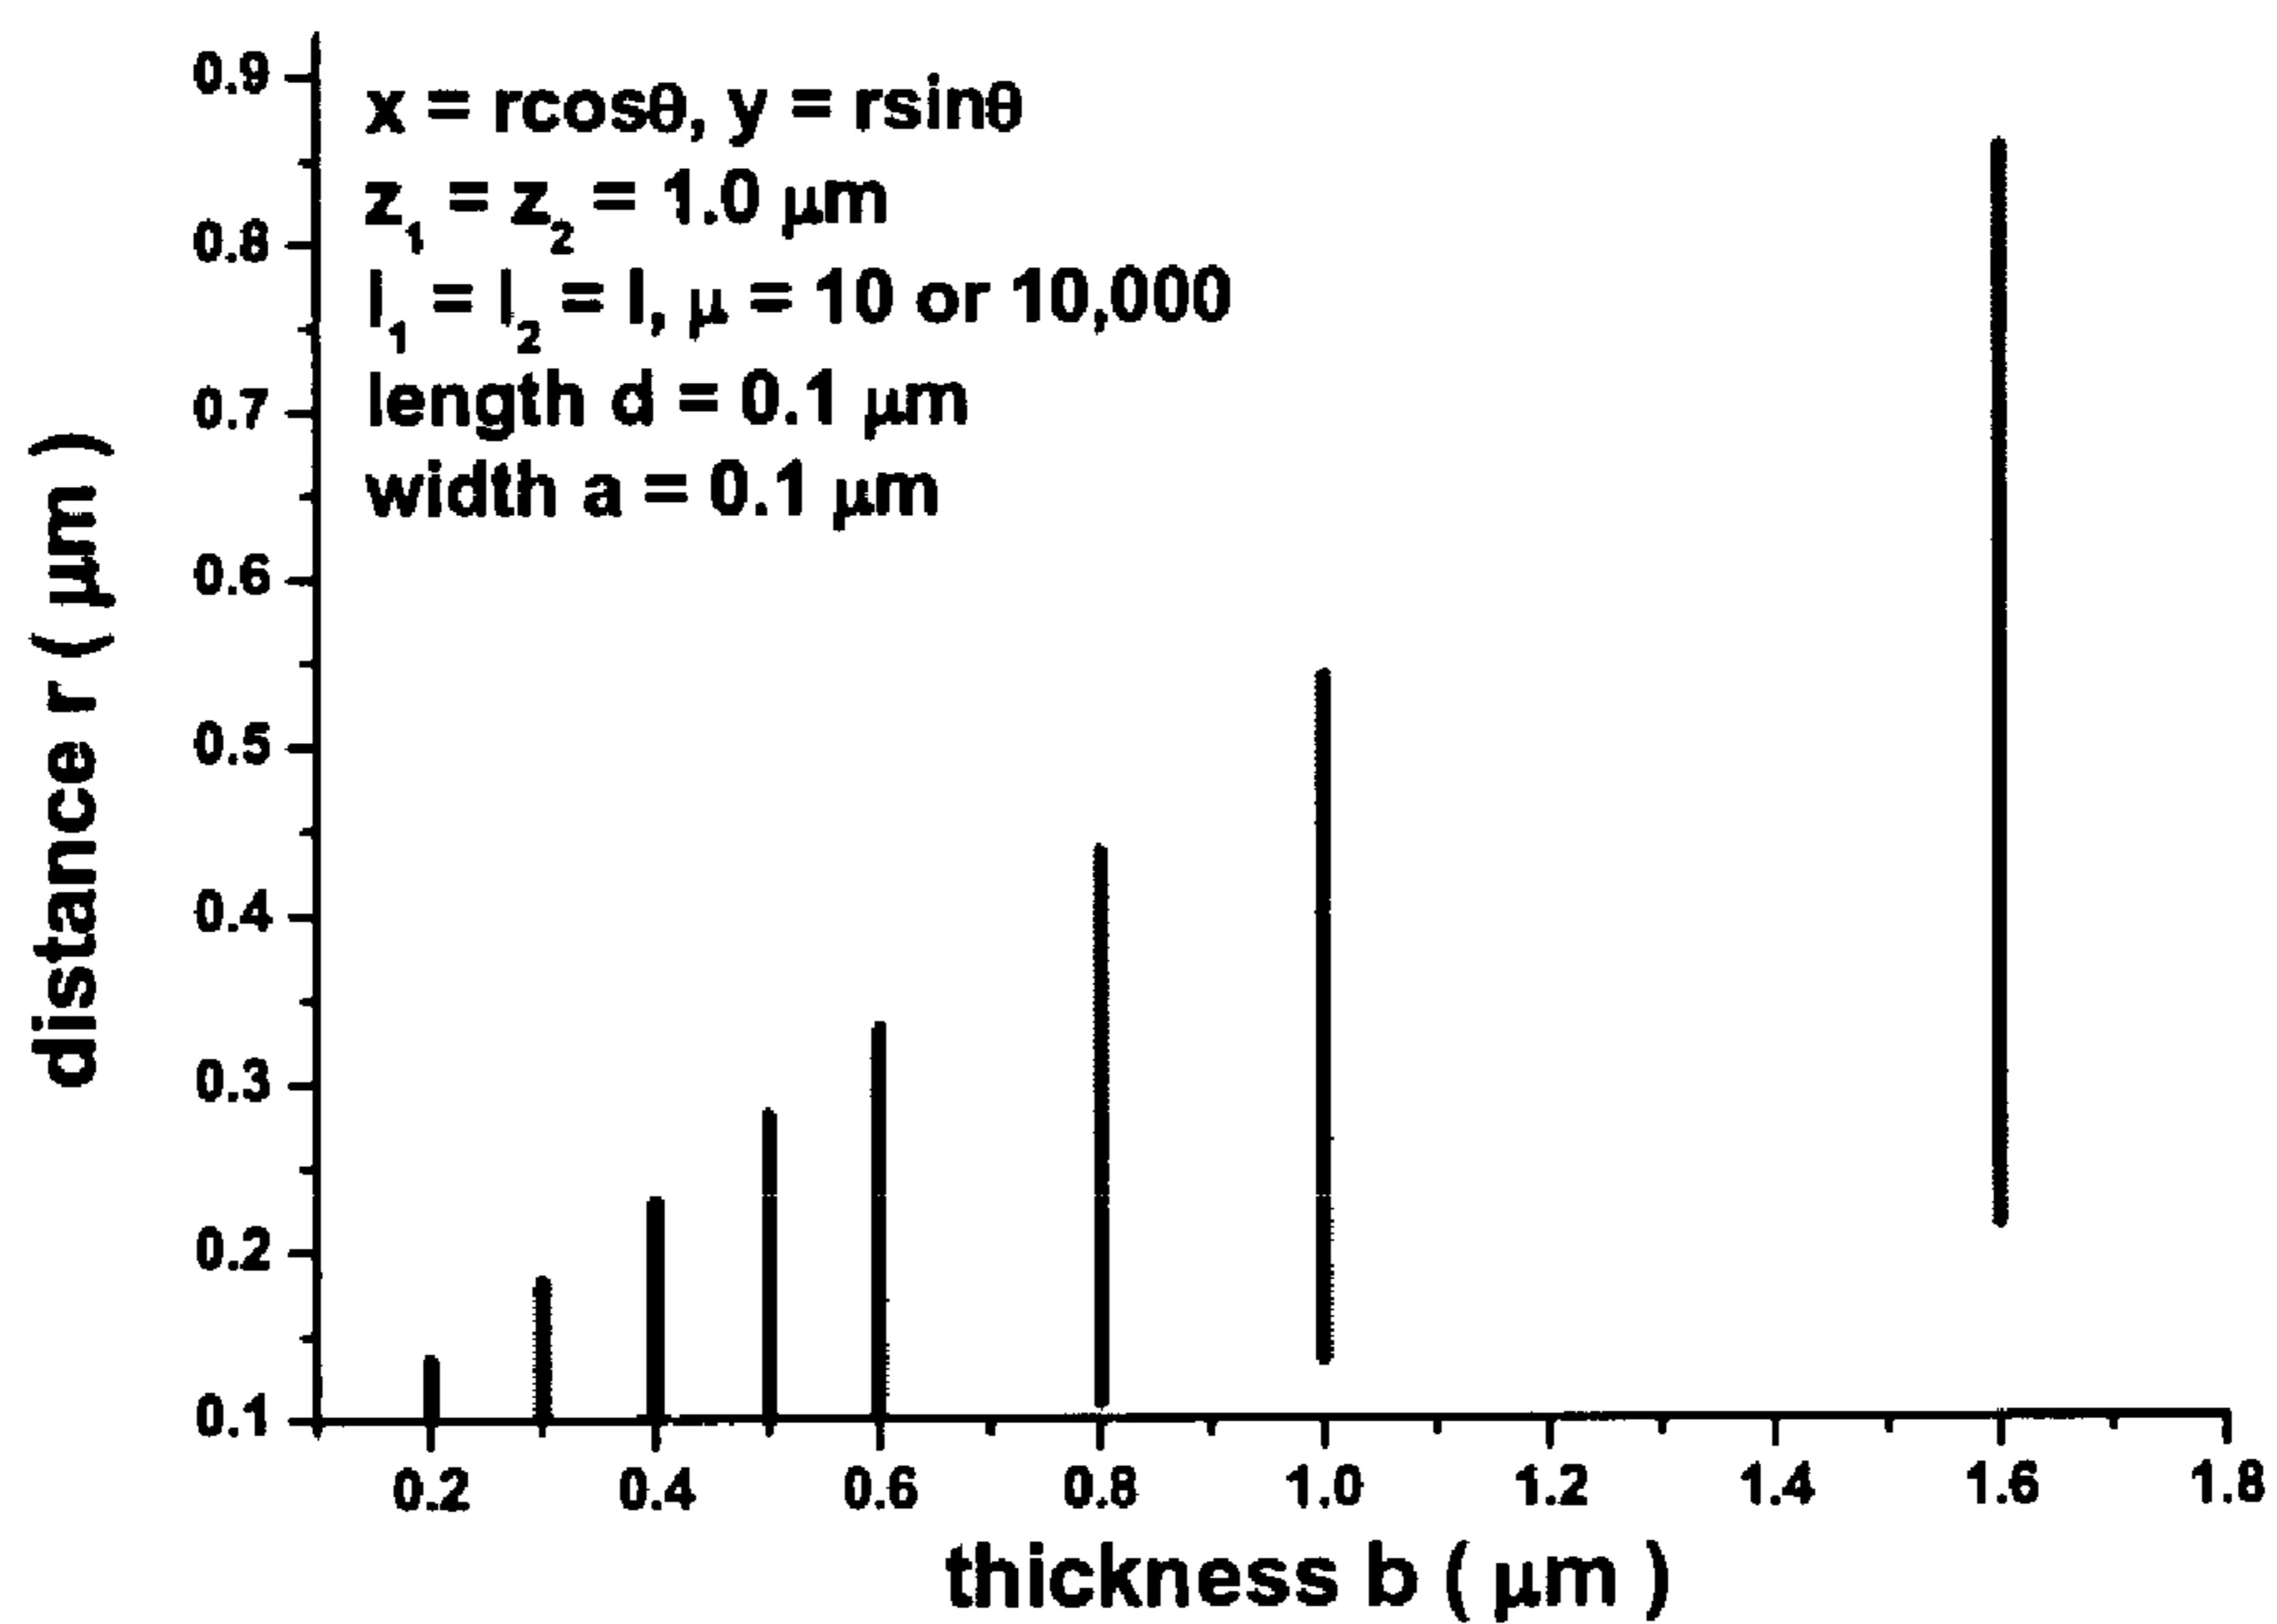 x = rcosθ, y = rsinθ
z₁ = z₂ = 1.0 μm
I₁ = I₂ = I, μ = 10 or 10,000
length d = 0.1 μm
width a = 0.1 μm
distance r ( μm )
0.9
0.8
0.7
0.6
0.5
0.4
0.3
0.2
0.1
0.2 0.4 0.6 0.8 1.0 1.2 1.4 1.6 1.8
thickness b ( μm )